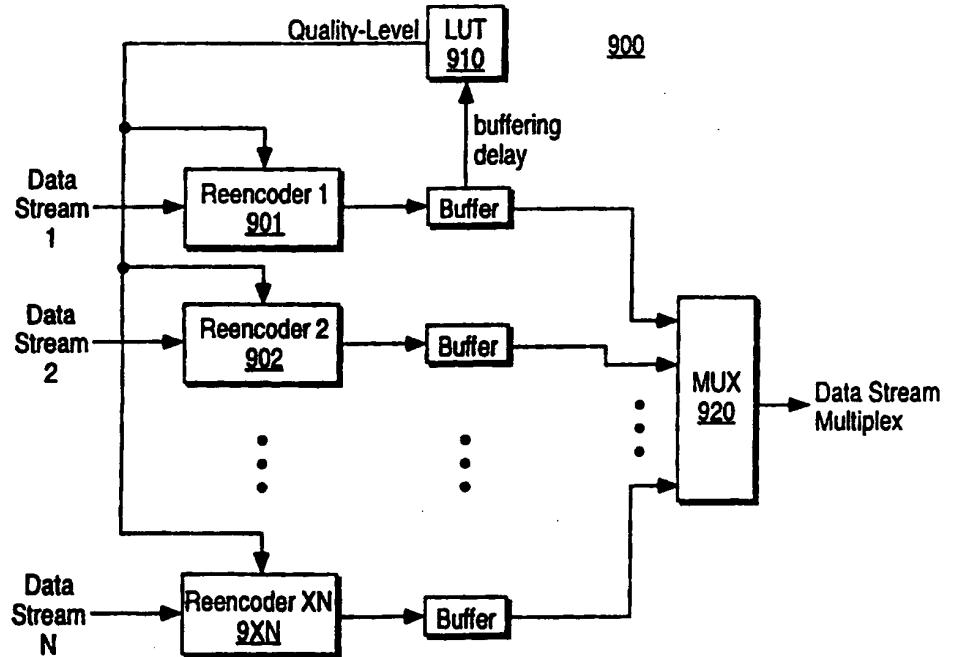 Quality-Level
LUT
910
900
buffering
delay
Data
Stream
1
Reencoder 1
901
Buffer
Data
Stream
2
Reencoder 2
902
Buffer
MUX
920
Data Stream
Multiplex
Data
Stream
N
Reencoder XN
9XN
Buffer